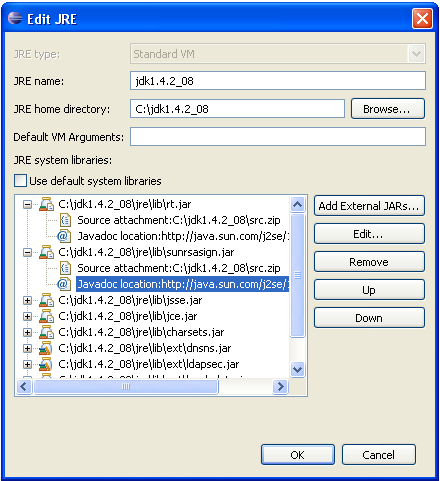 Edit JRE
JRE type: Standard VM
JRE name: jdk1.4.2_08
JRE home directory: C:\jdk1.4.2_08 Browse...
Default VM Arguments:
JRE system libraries:
Use default system libraries
C:\jdk1.4.2_08\jre\lib\rt.jar
Source attachment:C:\jdk1.4.2_08\src.zip
Javadoc location:http://java.sun.com/j2se/
C:\jdk1.4.2_08\jre\lib\sunrsasign.jar
Source attachment:C:\jdk1.4.2_08\src.zip
Javadoc location:http://java.sun.com/j2se/
C:\jdk1.4.2_08\jre\lib\jsse.jar
C:\jdk1.4.2_08\jre\lib\jce.jar
C:\jdk1.4.2_08\jre\lib\charsets.jar
C:\jdk1.4.2_08\jre\lib\ext\dnsns.jar
C:\jdk1.4.2_08\jre\lib\ext\ldapsec.jar
Add External JARs...
Edit...
Remove
Up
Down
OK Cancel